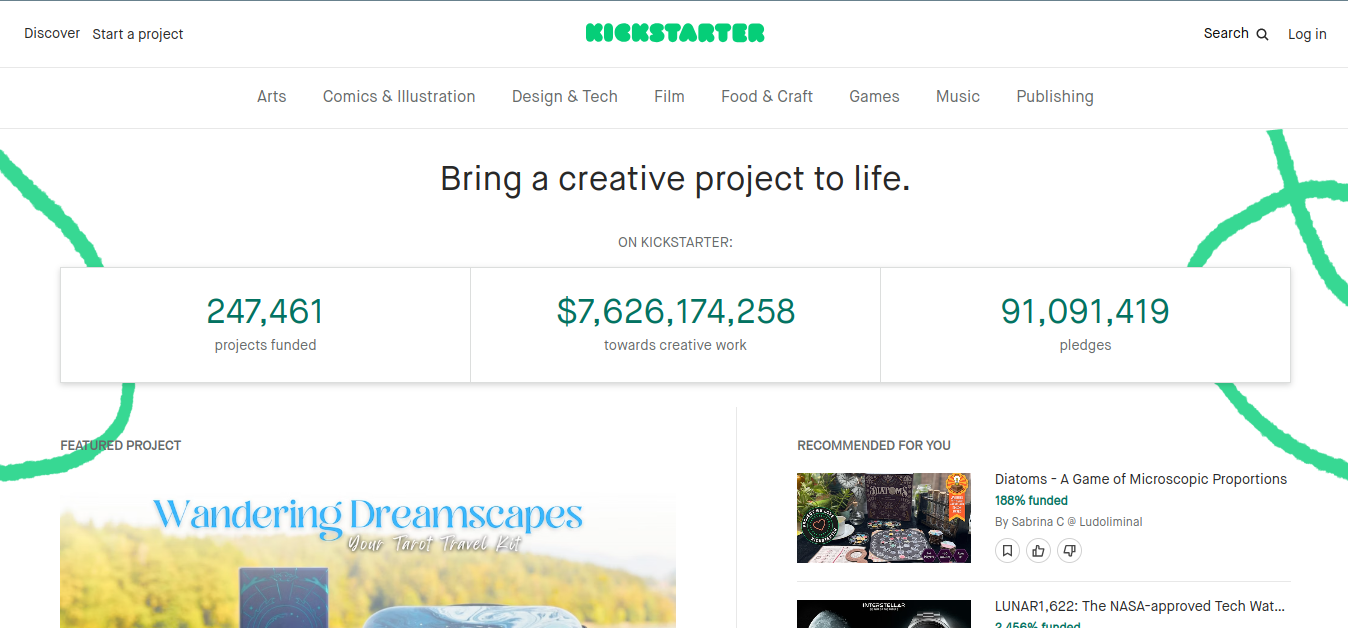 Discover Start a project KICKSTARTER Search Log in
Arts Comics & Illustration Design & Tech Film Food & Craft Games Music Publishing
Bring a creative project to life.
ON KICKSTARTER:
247,461 $7,626,174,258 91,091,419
projects funded towards creative work pledges
FEATURED PROJECT
Wandering Dreamscapes
Your Tarot Travel Kit
RECOMMENDED FOR YOU
DIATOMS
Diatoms - A Game of Microscopic Proportions
188% funded
By Sabrina C @ Ludoliminal
INTERSTELLAR
LUNAR1,622: The NASA-approved Tech Wat...
2,456% funded